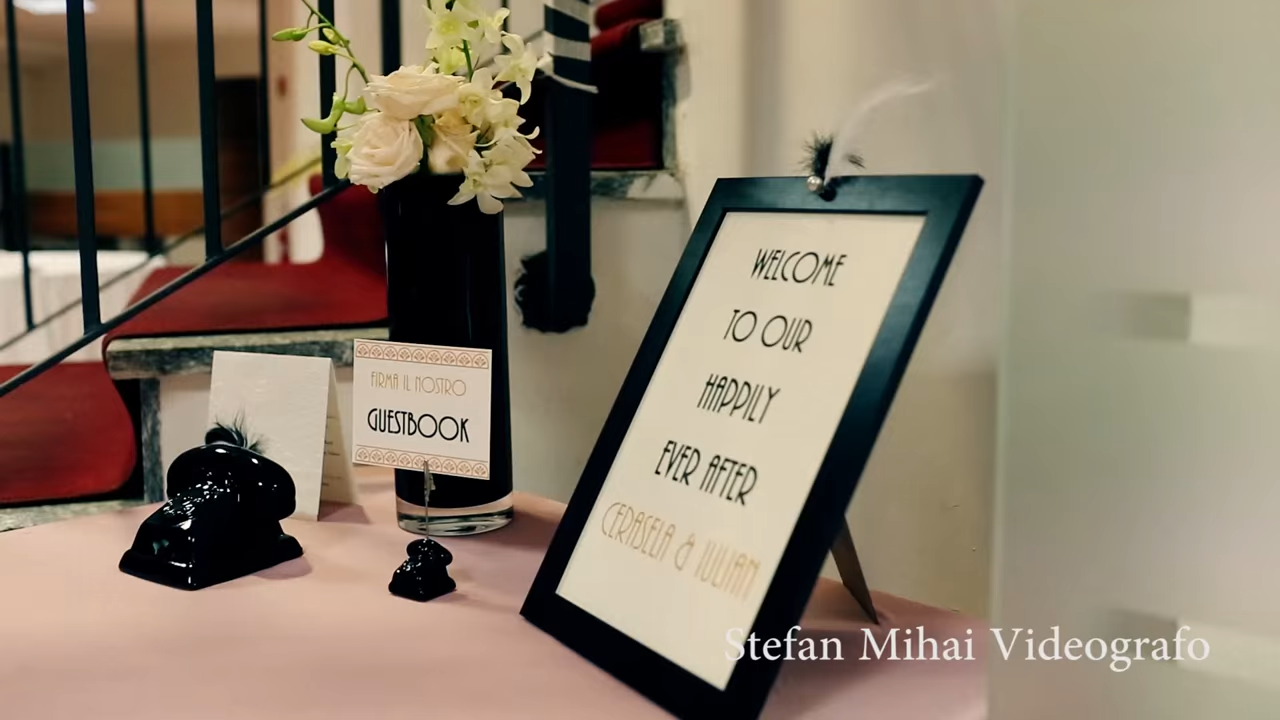 FIRMA IL NOSTRO
GUESTBOOK
WELCOME
TO OUR
HAPPILY
EVER AFTER
CERASELA & IULIAN
Stefan Mihai Videografo